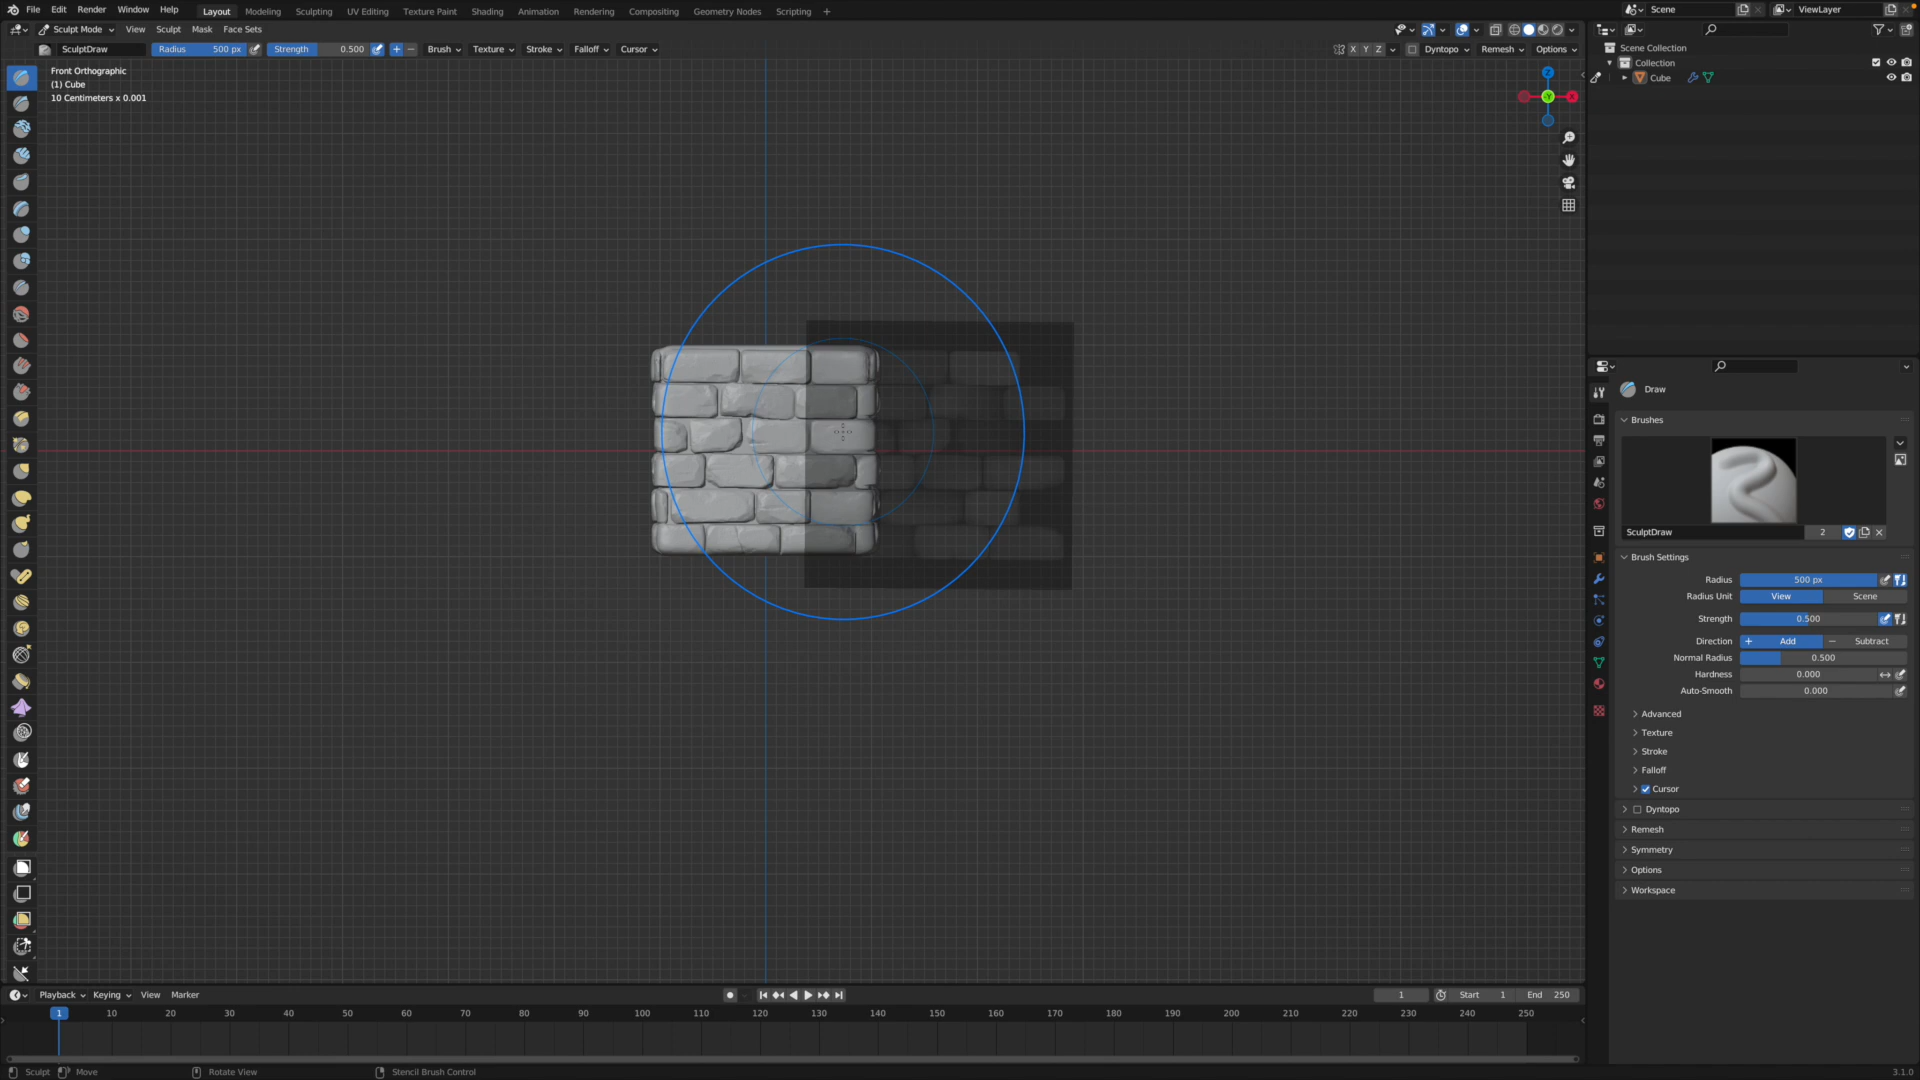 File Edit Render Window Help Layout Modeling Sculpting UV Editing Texture Paint Shading Animation Rendering Compositing Geometry Nodes Scripting + Scene ViewLayer
Sculpt Mode View Sculpt Mask Face Sets
SculptDraw Radius 500 px Strength 0.500 + − Brush Texture Stroke Falloff Cursor X Y Z Dyntopo Remesh Options
Front Orthographic
(1) Cube
10 Centimeters x 0.001
Z
-Y
X
Scene Collection
Collection
Cube
Draw
Brushes
SculptDraw 2
Brush Settings
Radius 500 px
Radius Unit View Scene
Strength 0.500
Direction + Add − Subtract
Normal Radius 0.500
Hardness 0.000
Auto-Smooth 0.000
Advanced
Texture
Stroke
Falloff
Cursor
Dyntopo
Remesh
Symmetry
Options
Workspace
Playback Keying View Marker 1 Start 1 End 250
1 10 20 30 40 50 60 70 80 90 100 110 120 130 140 150 160 170 180 190 200 210 220 230 240 250
Sculpt Move Rotate View Stencil Brush Control 3.1.0